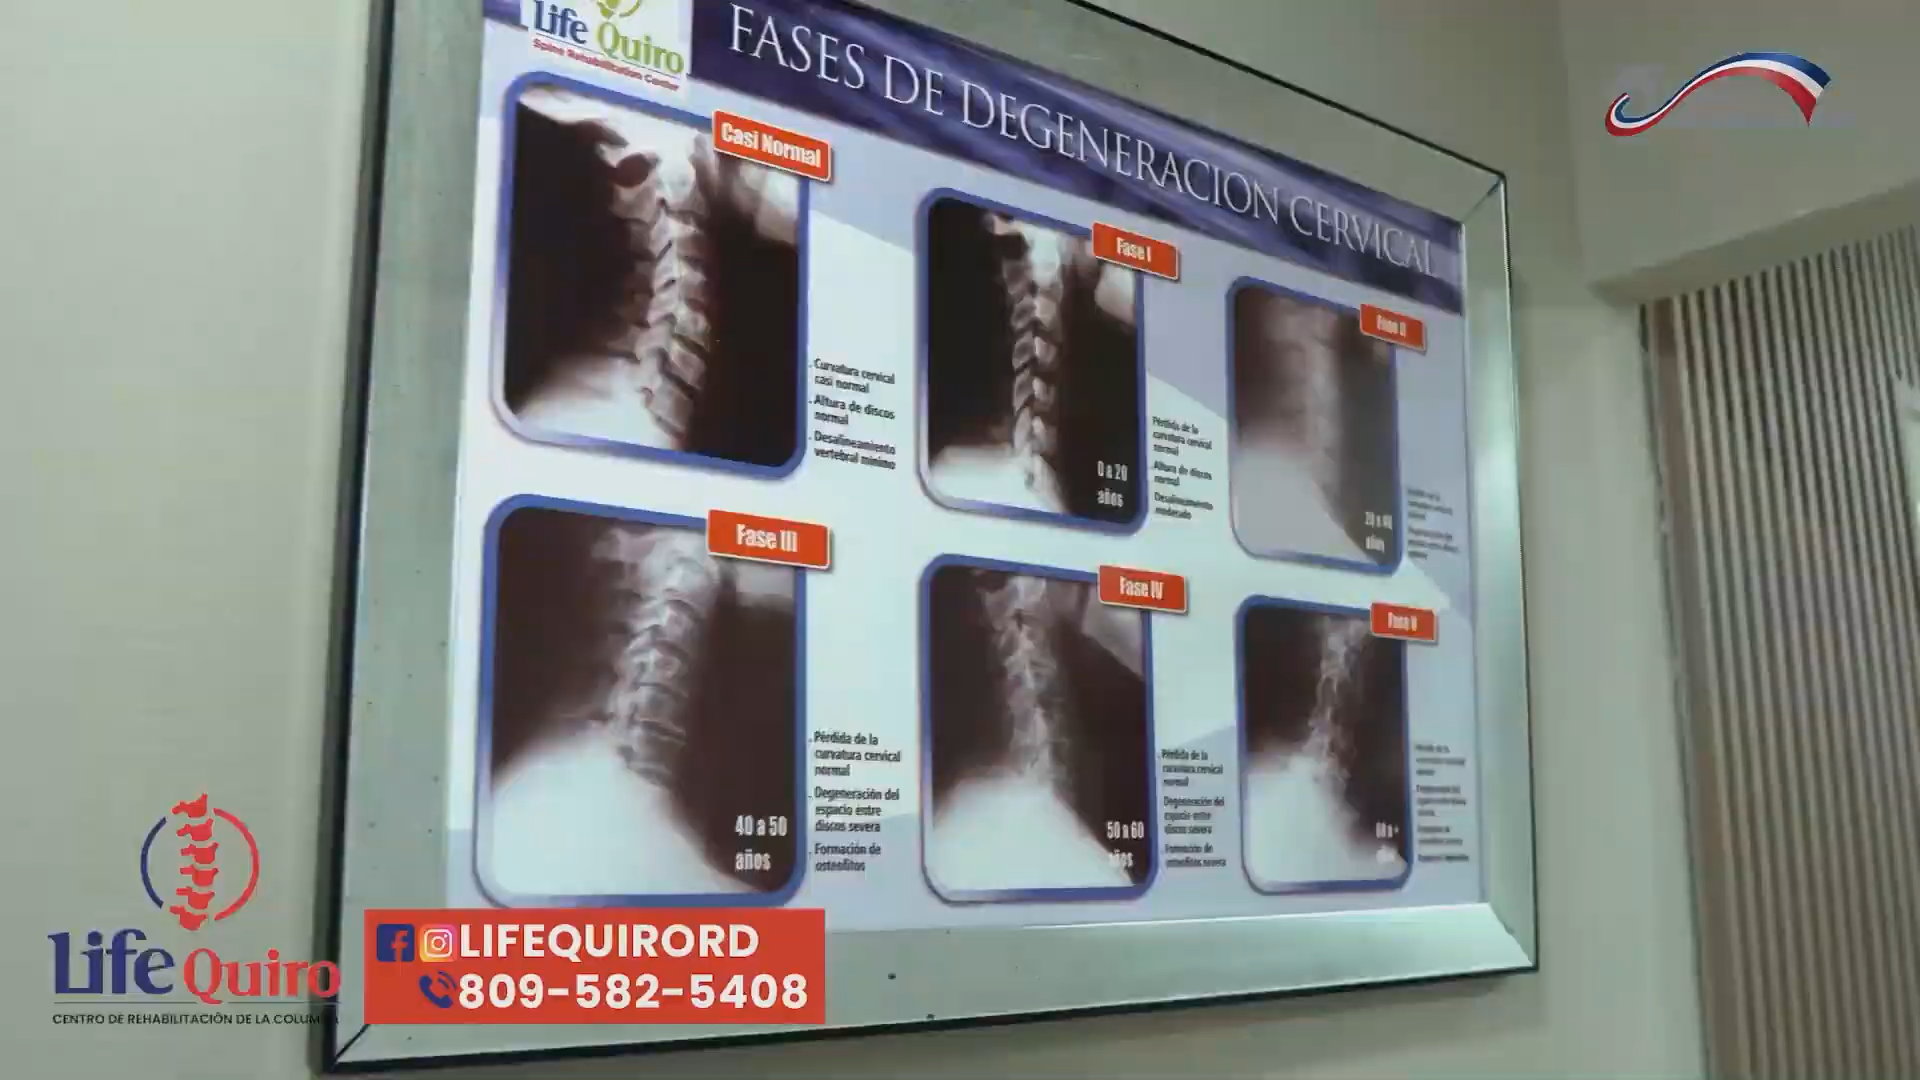 Life Quiro
Spine Rehabilitation Center
FASES DE DEGENERACION CERVICAL
Casi Normal
. Curvatura cervical
casi normal
. Altura de discos
normal
. Desalineamiento
vertebral mínimo
Fase I
0 a 20
años
Pérdida de la
curvatura cervical
normal
Altura de discos
normal
Desalineamiento
moderado
Fase II
años
Fase III
40 a 50
años
. Pérdida de la
curvatura cervical
normal
. Degeneración del
espacio entre
discos severa
. Formación de
osteofitos
Fase IV
50 a 60
años
. Pérdida de la
curvatura cervical
normal
Degeneración del
espacio entre
discos severa
Formación de
osteofitos severa
Fase V
Life Quiro
CENTRO DE REHABILITACIÓN DE LA COLUMNA
LIFEQUIRORD
809-582-5408